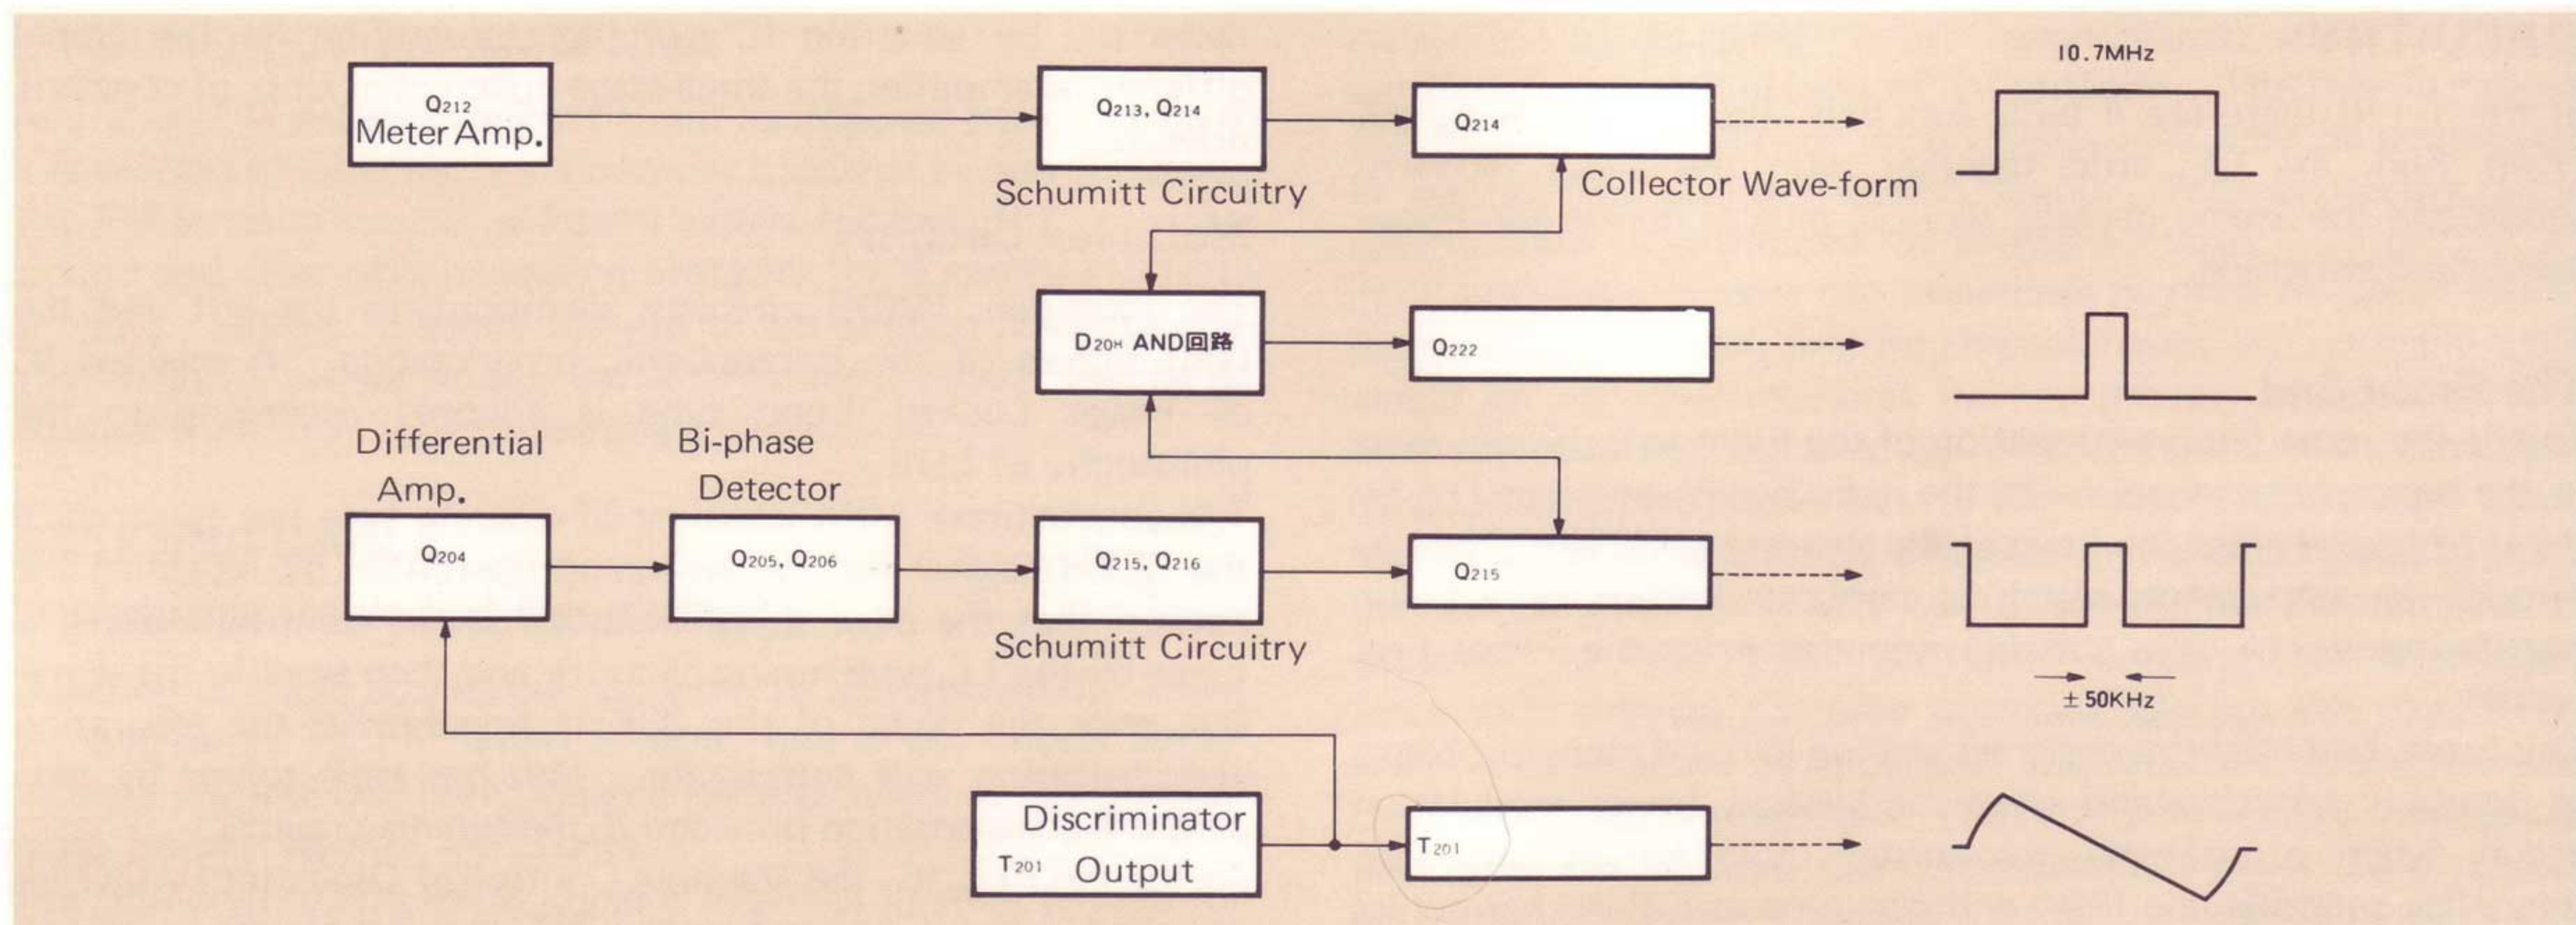 10.7MHz
Q212
Meter Amp.
Q213, Q214
Schumitt Circuitry
Q214
Collector Wave-form
D20H AND回路
Q222
Differential
Amp.
Bi-phase
Detector
Q204
Q205, Q206
Q215, Q216
Schumitt Circuitry
Q215
±50KHz
Discriminator
T201 Output
T201